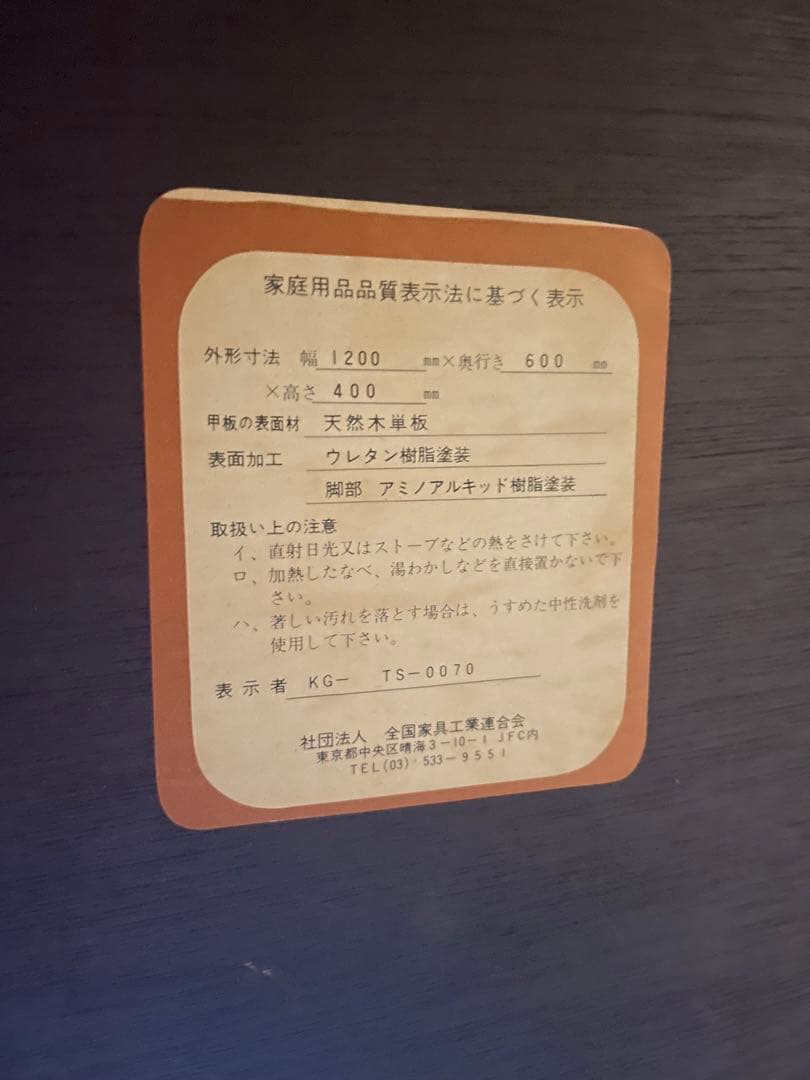 家庭用品品質表示法に基づく表示
外形寸法 幅 1200 mm×奥行き 600 mm
×高さ 400 mm
甲板の表面材 天然木単板
表面加工 ウレタン樹脂塗装
脚部 アミノアルキッド樹脂塗装
取扱い上の注意
イ、直射日光又はストーブなどの熱をさけて下さい。
ロ、加熱したなべ、湯わかしなどを直接置かないで下
さい。
ハ、著しい汚れを落とす場合は、うすめた中性洗剤を
使用して下さい。
表示者 KG- TS-0070
社団法人 全国家具工業連合会
東京都中央区晴海3-10-1 JFC内
TEL(03) 533-9551